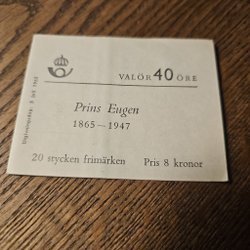 VALÖR 40 ÖRE
Prins Eugen
1865 – 1947
20 stycken frimärken Pris 8 kronor